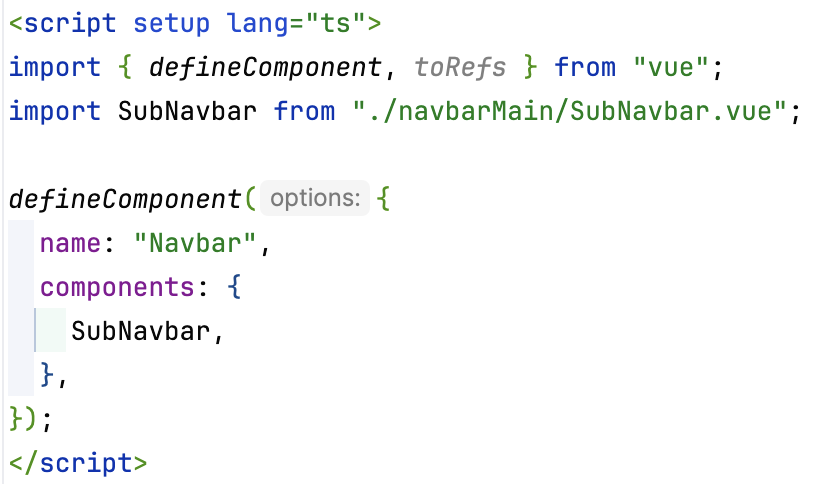 <script setup lang="ts">
import { defineComponent, toRefs } from "vue";
import SubNavbar from "./navbarMain/SubNavbar.vue";
defineComponent( options: {
name: "Navbar",
components: {
SubNavbar,
},
});
</script>